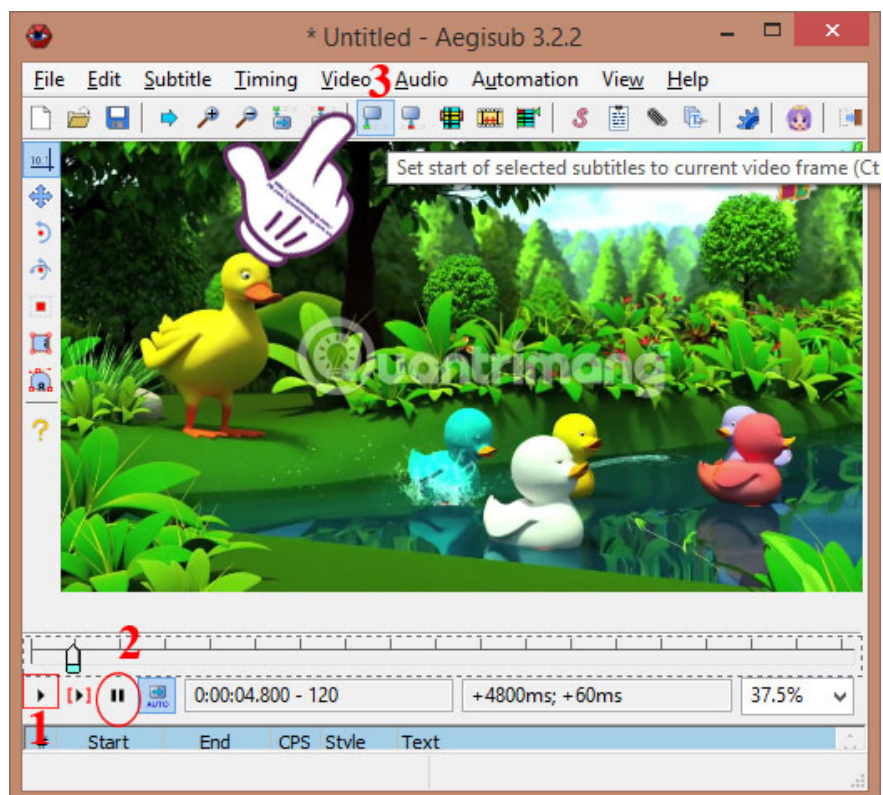 * Untitled - Aegisub 3.2.2
File Edit Subtitle Timing Video Audio Automation View Help
3
Set start of selected subtitles to current video frame (Ct
Quantrimang
2
AUTO 0:00:04.800 - 120 +4800ms; +60ms 37.5%
1
# Start End CPS Style Text